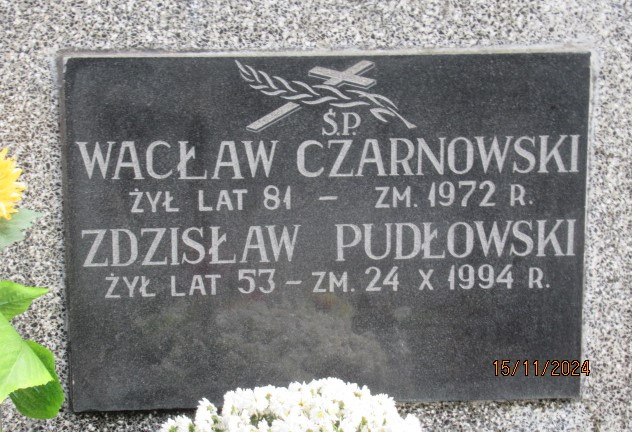 Ś.P.
WACŁAW CZARNOWSKI
ŻYŁ LAT 81 – ZM. 1972 R.
ZDZISŁAW PUDŁOWSKI
ŻYŁ LAT 53 – ZM. 24 X 1994 R.
15/11/2024